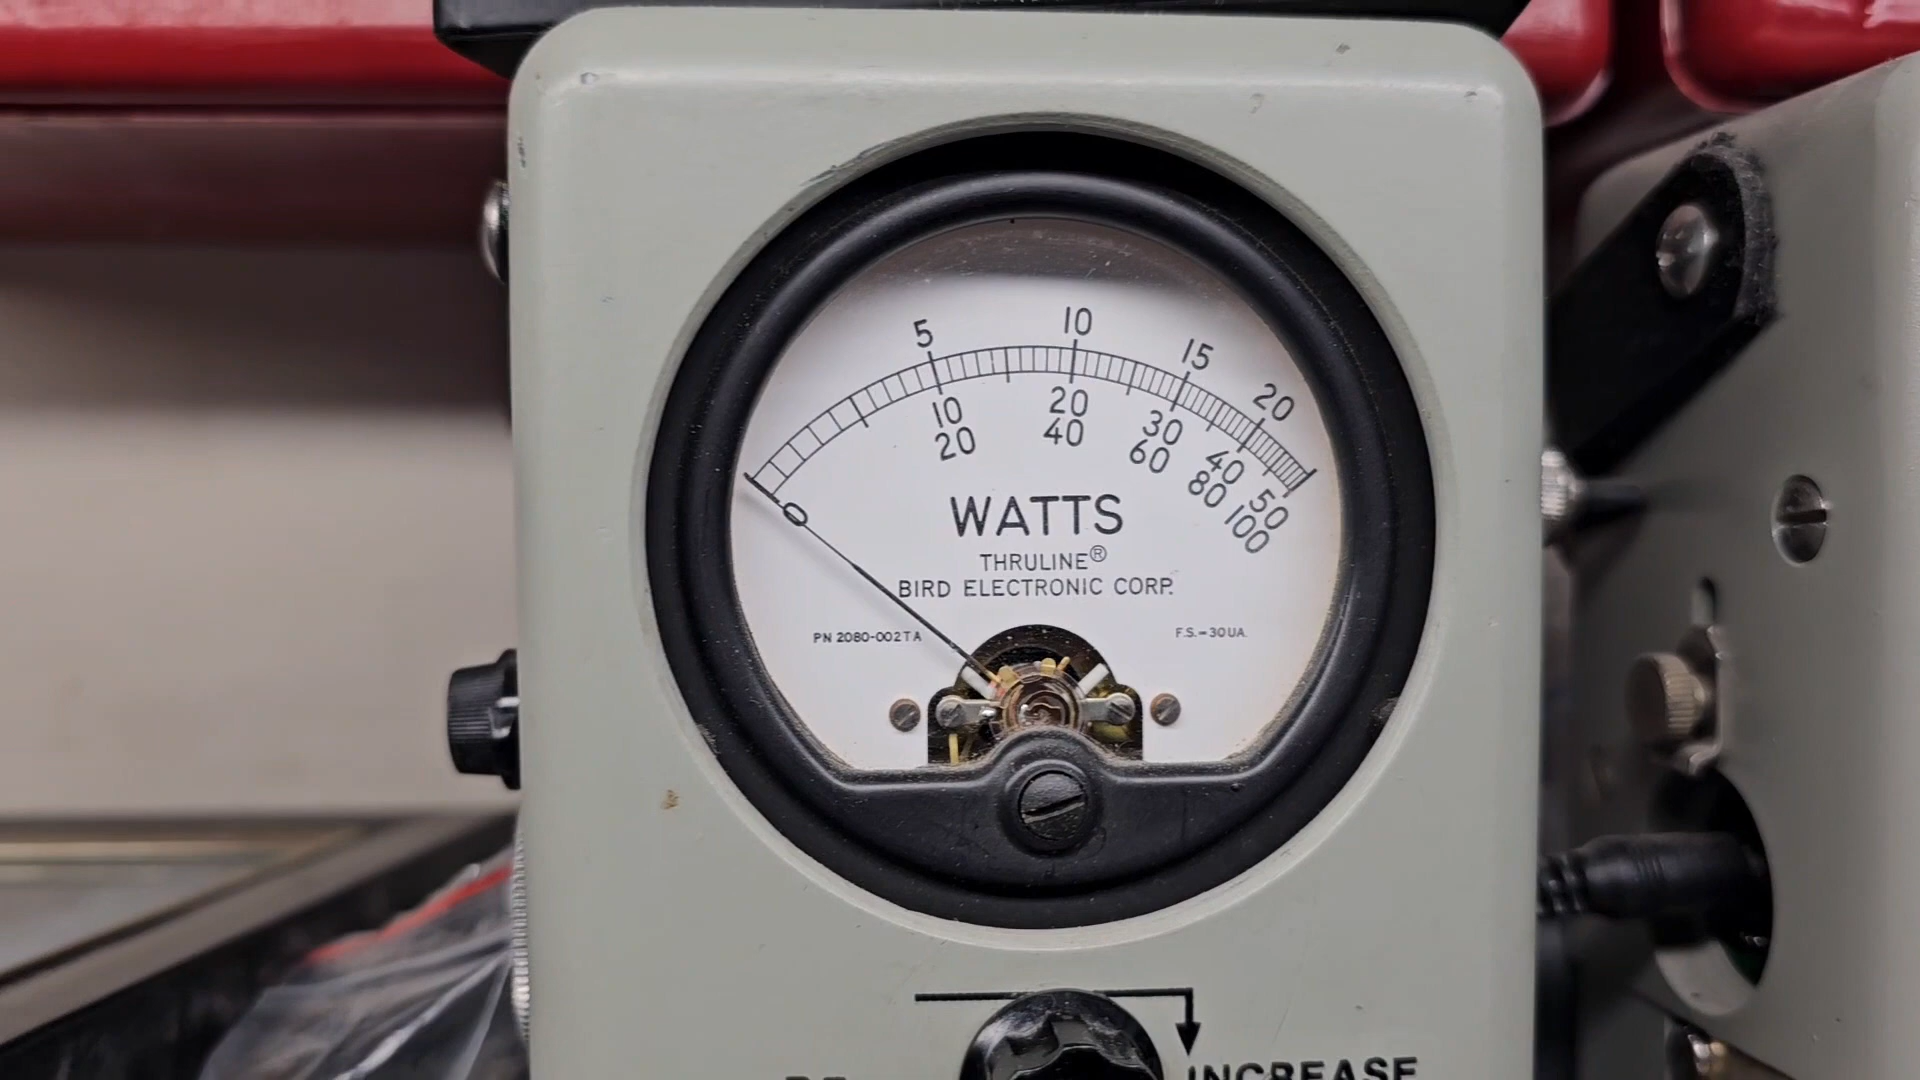 5 10 15 20
10 20 30 40 50
20 40 60 80 100
0
WATTS
THRULINE®
BIRD ELECTRONIC CORP.
PN 2080-002TA
F.S.=30UA.
INCREASE